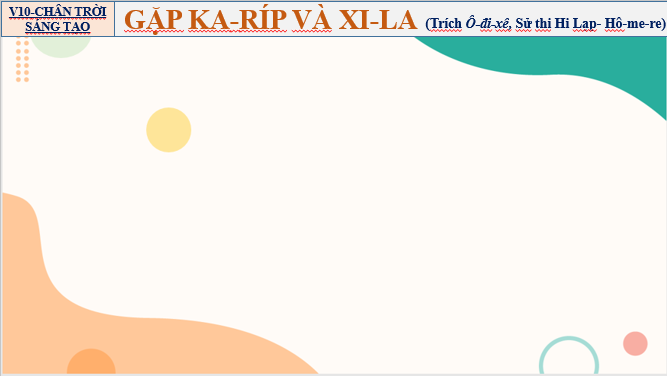 V10-CHÂN TRỜI
SÁNG TẠO
GẶP KA-RÍP VÀ XI-LA (Trích Ô-đi-xê, Sử thi Hi Lạp- Hô-me-re)